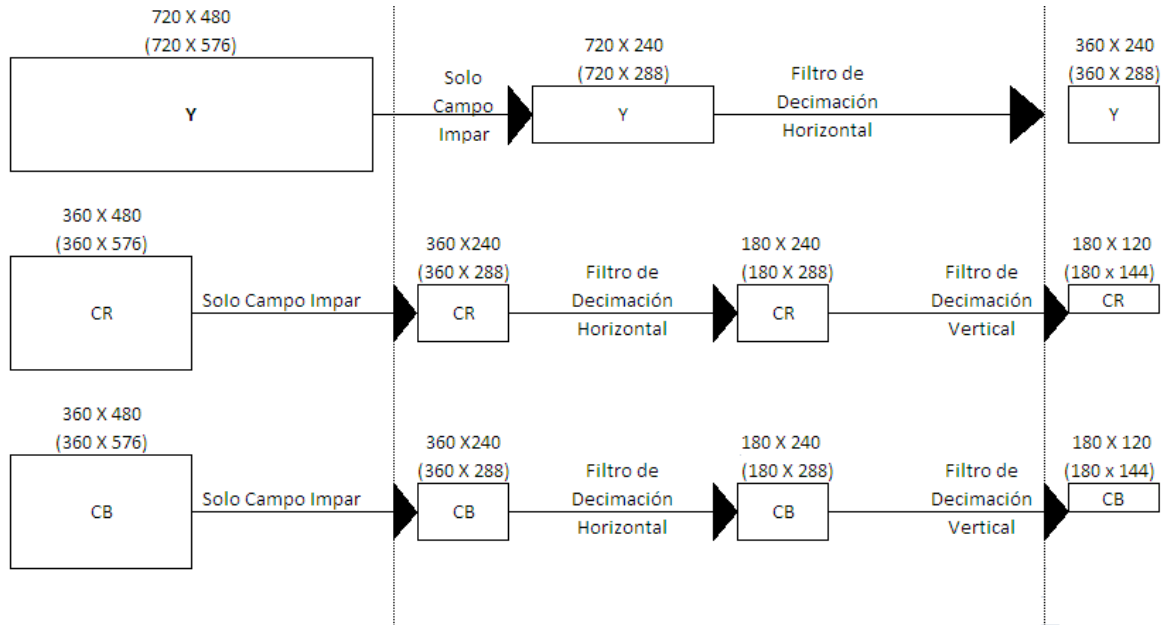 720 X 480
(720 X 576)
Y
Solo
Campo
Impar
720 X 240
(720 X 288)
Y
Filtro de
Decimación
Horizontal
360 X 240
(360 X 288)
Y
360 X 480
(360 X 576)
CR
Solo Campo Impar
360 X240
(360 X 288)
CR
Filtro de
Decimación
Horizontal
180 X 240
(180 X 288)
CR
Filtro de
Decimación
Vertical
180 X 120
(180 x 144)
CR
360 X 480
(360 X 576)
CB
Solo Campo Impar
360 X240
(360 X 288)
CB
Filtro de
Decimación
Horizontal
180 X 240
(180 X 288)
CB
Filtro de
Decimación
Vertical
180 X 120
(180 x 144)
CB